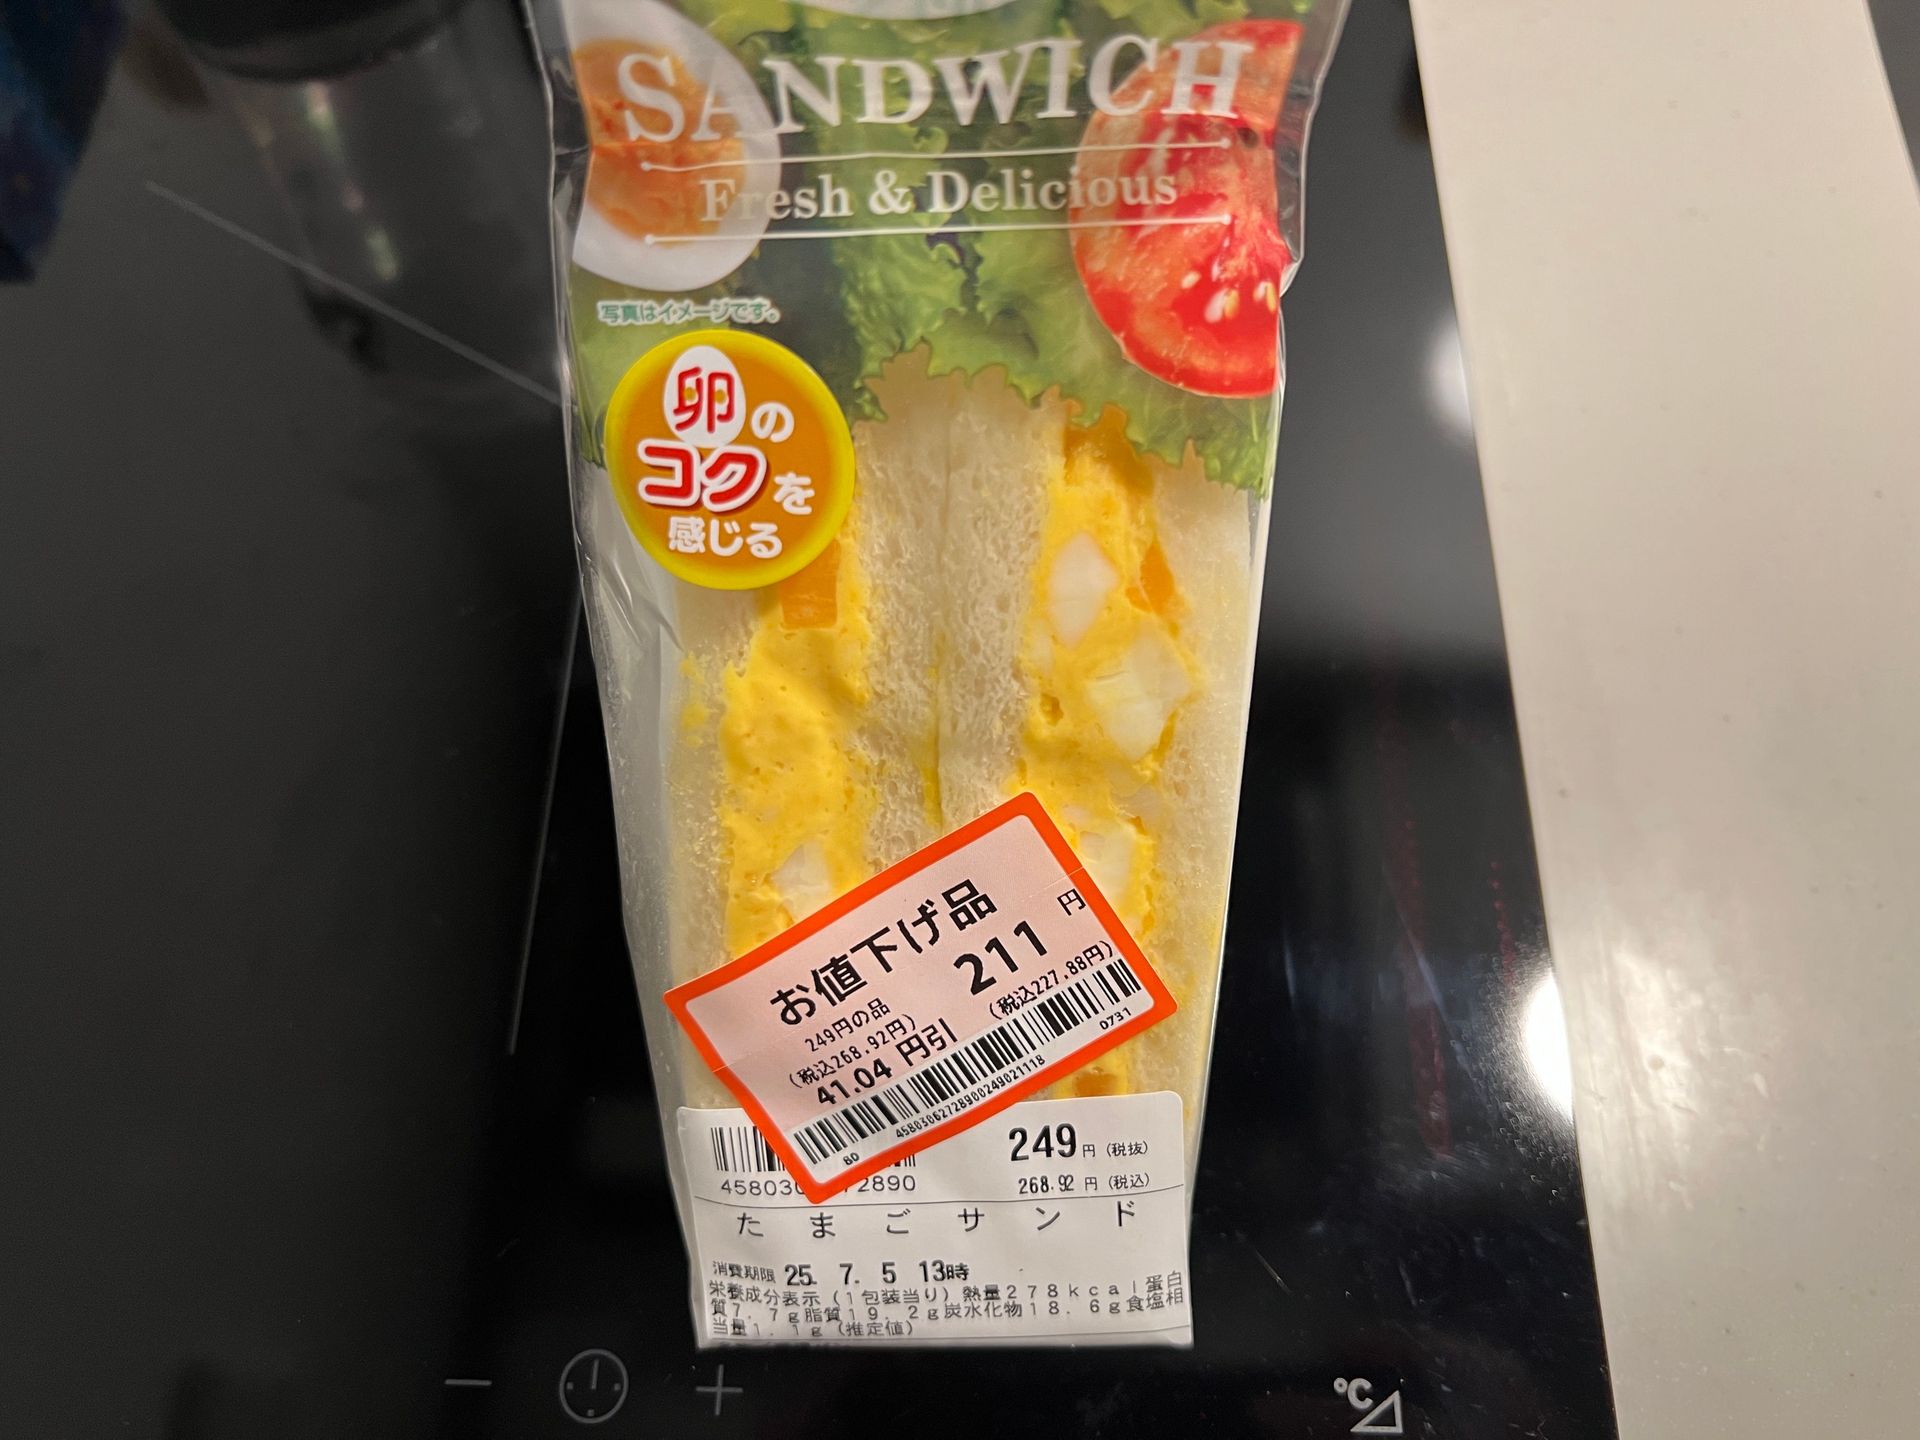 SANDWICH
Fresh & Delicious
写真はイメージです。
卵の
コクを
感じる
お値下げ品
249円の品
211円
(税込268.92円)
(税込227.88円)
41.04円引
45803062728900249021118
0731
80
249円(税抜)
268.92円(税込)
たまごサンド
消費期限 25. 7. 5 13時
栄養成分表示(1包装当り)熱量278kcal蛋白
質7.7g脂質19.2g炭水化物18.6g食塩相
当量1.1g(推定値)
℃